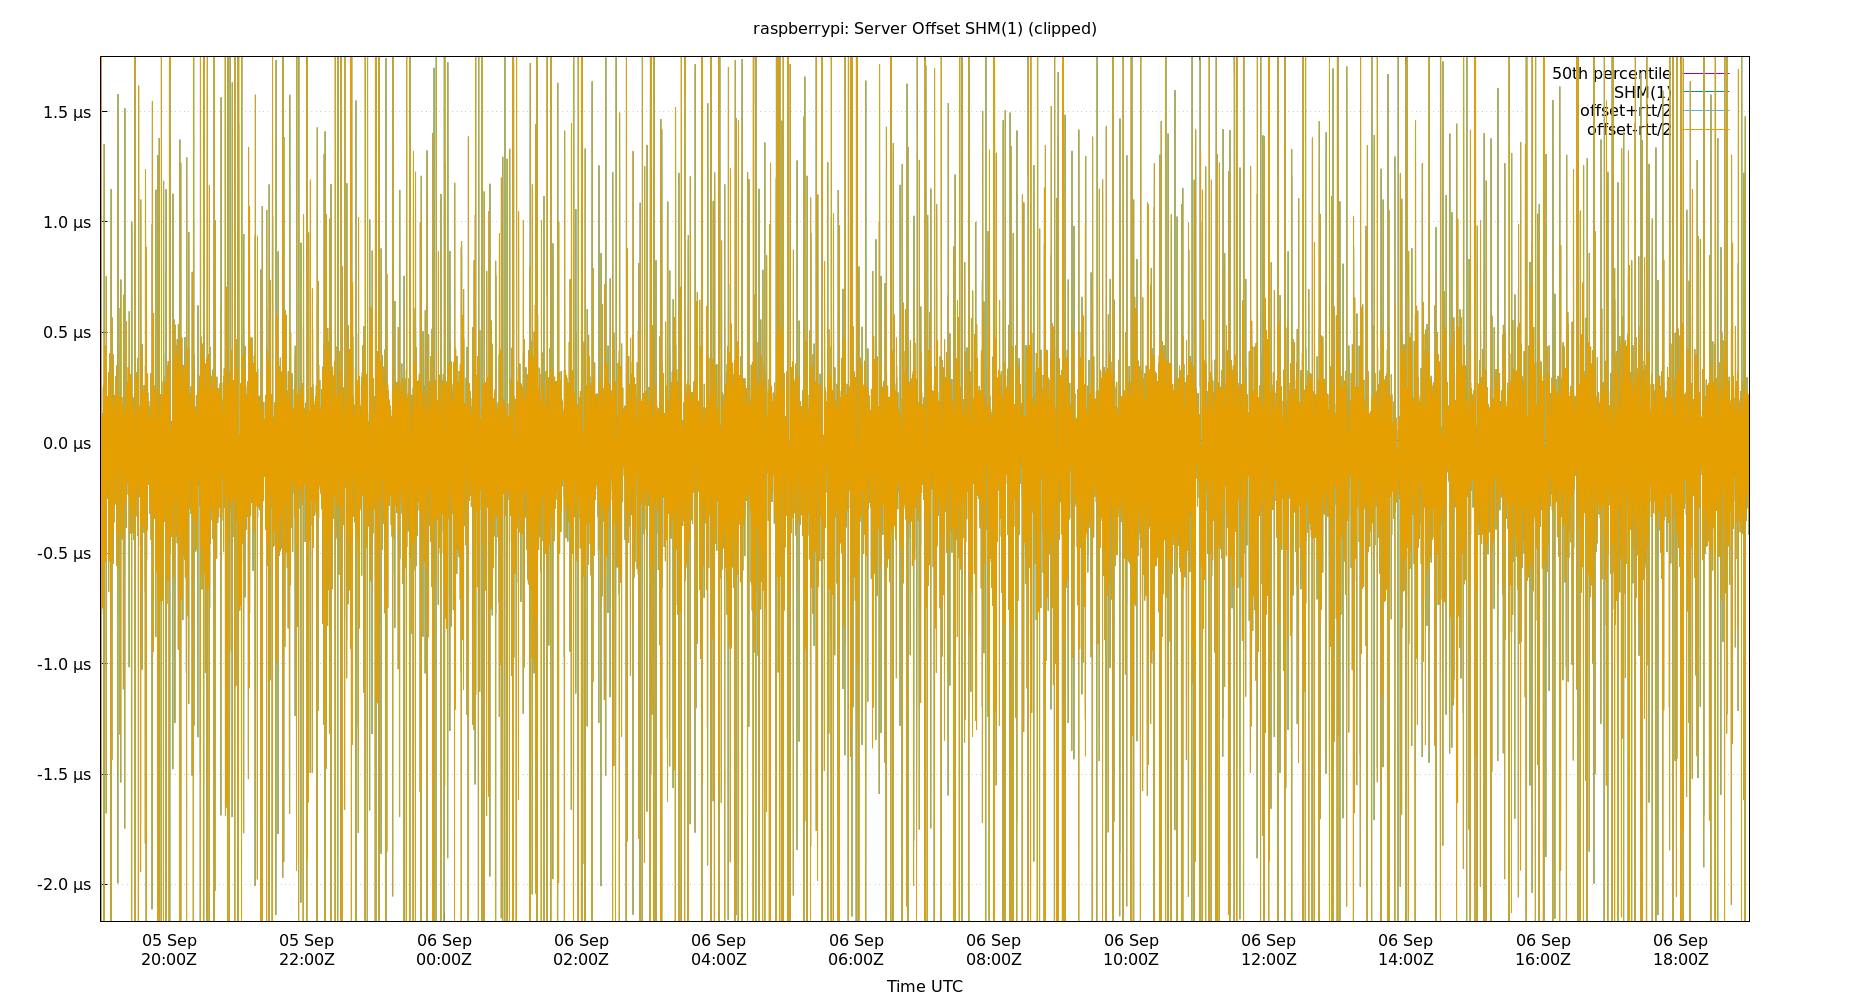 raspberrypi: Server Offset SHM(1) (clipped)
50th percentile
SHM(1)
offset+rtt/2
offset-rtt/2
1.5 µs
1.0 µs
0.5 µs
0.0 µs
-0.5 µs
-1.0 µs
-1.5 µs
-2.0 µs
05 Sep 05 Sep 06 Sep 06 Sep 06 Sep 06 Sep 06 Sep 06 Sep 06 Sep 06 Sep 06 Sep 06 Sep
20:00Z 22:00Z 00:00Z 02:00Z 04:00Z 06:00Z 08:00Z 10:00Z 12:00Z 14:00Z 16:00Z 18:00Z
Time UTC